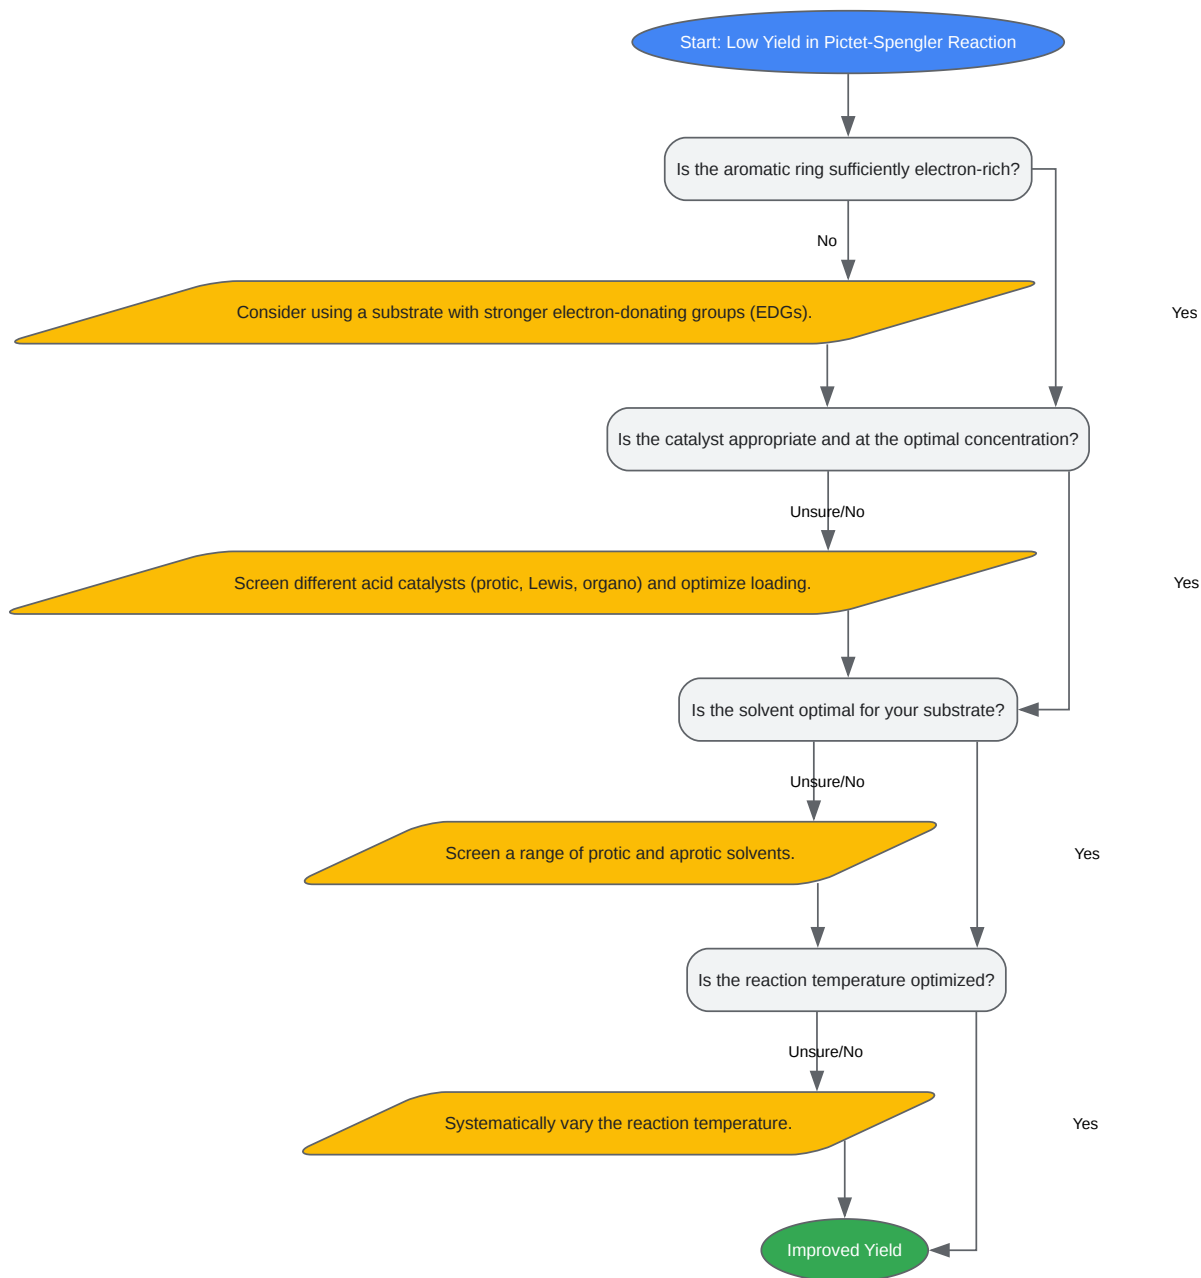 Start: Low Yield in Pictet-Spengler Reaction
Is the aromatic ring sufficiently electron-rich?
No
Consider using a substrate with stronger electron-donating groups (EDGs).
Yes
Is the catalyst appropriate and at the optimal concentration?
Unsure/No
Screen different acid catalysts (protic, Lewis, organo) and optimize loading.
Yes
Is the solvent optimal for your substrate?
Unsure/No
Screen a range of protic and aprotic solvents.
Yes
Is the reaction temperature optimized?
Unsure/No
Systematically vary the reaction temperature.
Yes
Improved Yield